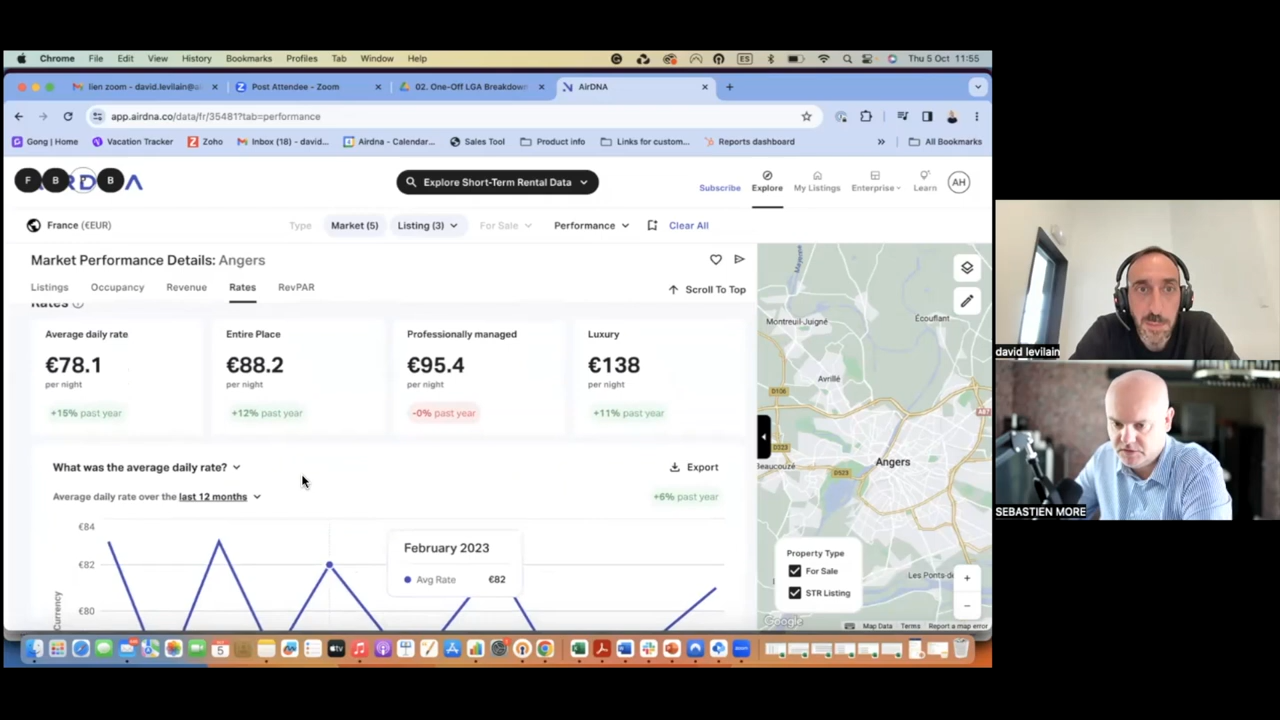 Chrome File Edit View History Bookmarks Profiles Tab Window Help ES Thu 5 Oct 11:55
lien zoom - david.levilain@ai Post Attendee - Zoom 02. One-Off LGA Breakdown AirDNA
app.airdna.co/data/fr/35481?tab=performance
Gong | Home Vacation Tracker Zoho Inbox (18) - david... Airdna - Calendar... Sales Tool Product info Links for custom... Reports dashboard All Bookmarks
F B B
Explore Short-Term Rental Data
Subscribe Explore My Listings Enterprise Learn AH
France (€EUR) Type Market (5) Listing (3) For Sale Performance Clear All
Market Performance Details: Angers
Listings Occupancy Revenue Rates RevPAR Scroll To Top
Rates
Average daily rate Entire Place Professionally managed Luxury
€78.1 €88.2 €95.4 €138
per night per night per night per night
+15% past year +12% past year -0% past year +11% past year
What was the average daily rate? Export
Average daily rate over the last 12 months +6% past year
€84
February 2023
€82 Avg Rate €82
€80
Currency
Montreuil-Juigné
Écouflant
D106
Avrillé
D323
D523
Beaucouzé
Angers
Les Ponts-de
Property Type
For Sale
STR Listing
+
-
Google Map Data Terms Report a map error
david levilain
SEBASTIEN MORE